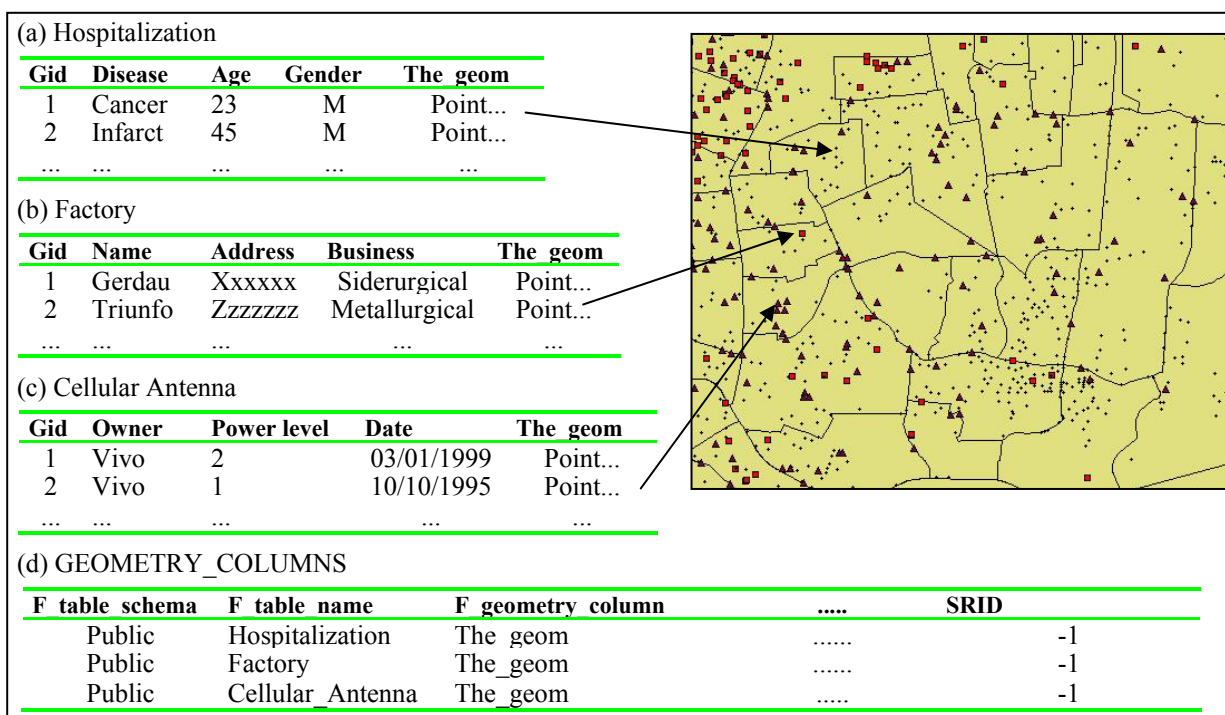 (a) Hospitalization
Gid Disease Age Gender The_geom
1 Cancer 23 M Point...
2 Infarct 45 M Point...
... ... ... ... ...
(b) Factory
Gid Name Address Business The_geom
1 Gerdau Xxxxxx Siderurgical Point...
2 Triunfo Zzzzzzz Metallurgical Point...
... ... ... ... ...
(c) Cellular Antenna
Gid Owner Power level Date The_geom
1 Vivo 2 03/01/1999 Point...
2 Vivo 1 10/10/1995 Point...
... ... ... ... ...
(d) GEOMETRY_COLUMNS
F_table_schema F_table_name F_geometry_column ..... SRID
Public Hospitalization The_geom ...... -1
Public Factory The_geom ...... -1
Public Cellular_Antenna The_geom ..... -1